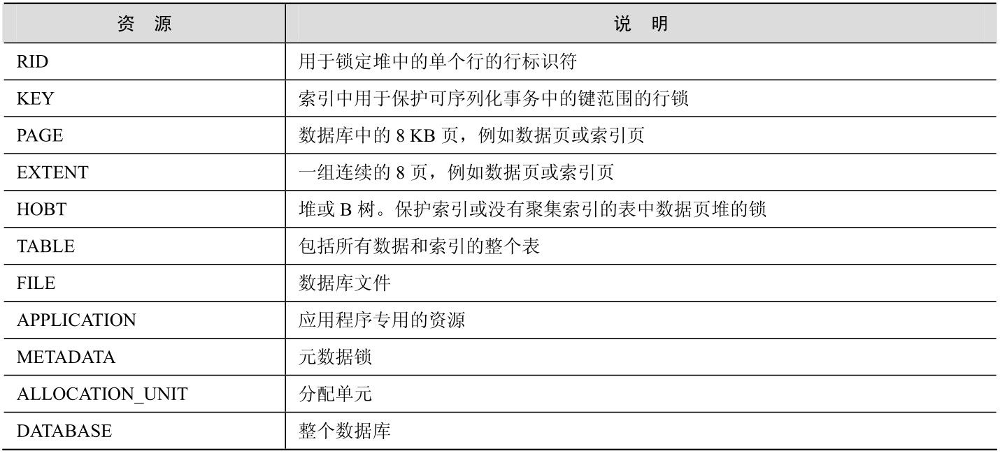 资 源 说 明
RID 用于锁定堆中的单个行的行标识符
KEY 索引中用于保护可序列化事务中的键范围的行锁
PAGE 数据库中的 8 KB 页，例如数据页或索引页
EXTENT 一组连续的 8 页，例如数据页或索引页
HOBT 堆或 B 树。保护索引或没有聚集索引的表中数据页堆的锁
TABLE 包括所有数据和索引的整个表
FILE 数据库文件
APPLICATION 应用程序专用的资源
METADATA 元数据锁
ALLOCATION_UNIT 分配单元
DATABASE 整个数据库